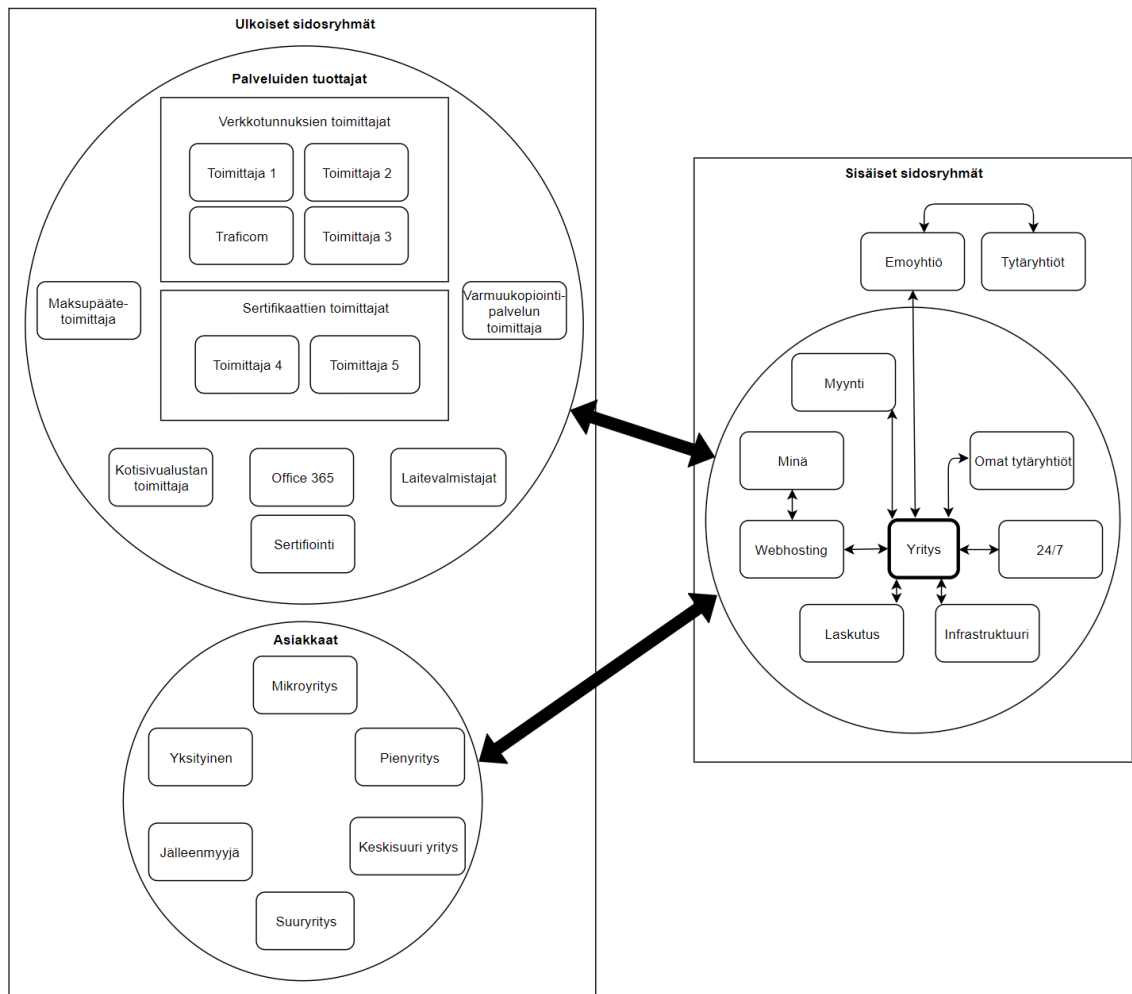 Ulkoiset sidosryhmät
Palveluiden tuottajat
Verkkotunnuksien toimittajat
Toimittaja 1
Toimittaja 2
Traficom
Toimittaja 3
Maksupääte-
toimittaja
Sertifikaattien toimittajat
Varmuukopiointi-
palvelun
toimittaja
Toimittaja 4
Toimittaja 5
Kotisivualustan
toimittaja
Office 365
Laitevalmistajat
Sertifiointi
Asiakkaat
Mikroyritys
Yksityinen
Pienyritys
Jälleenmyyjä
Keskisuuri yritys
Suuryritys
Sisäiset sidosryhmät
Emoyhtiö
Tytäryhtiöt
Myynti
Minä
Omat tytäryhtiöt
Webhosting
Yritys
24/7
Laskutus
Infrastruktuuri